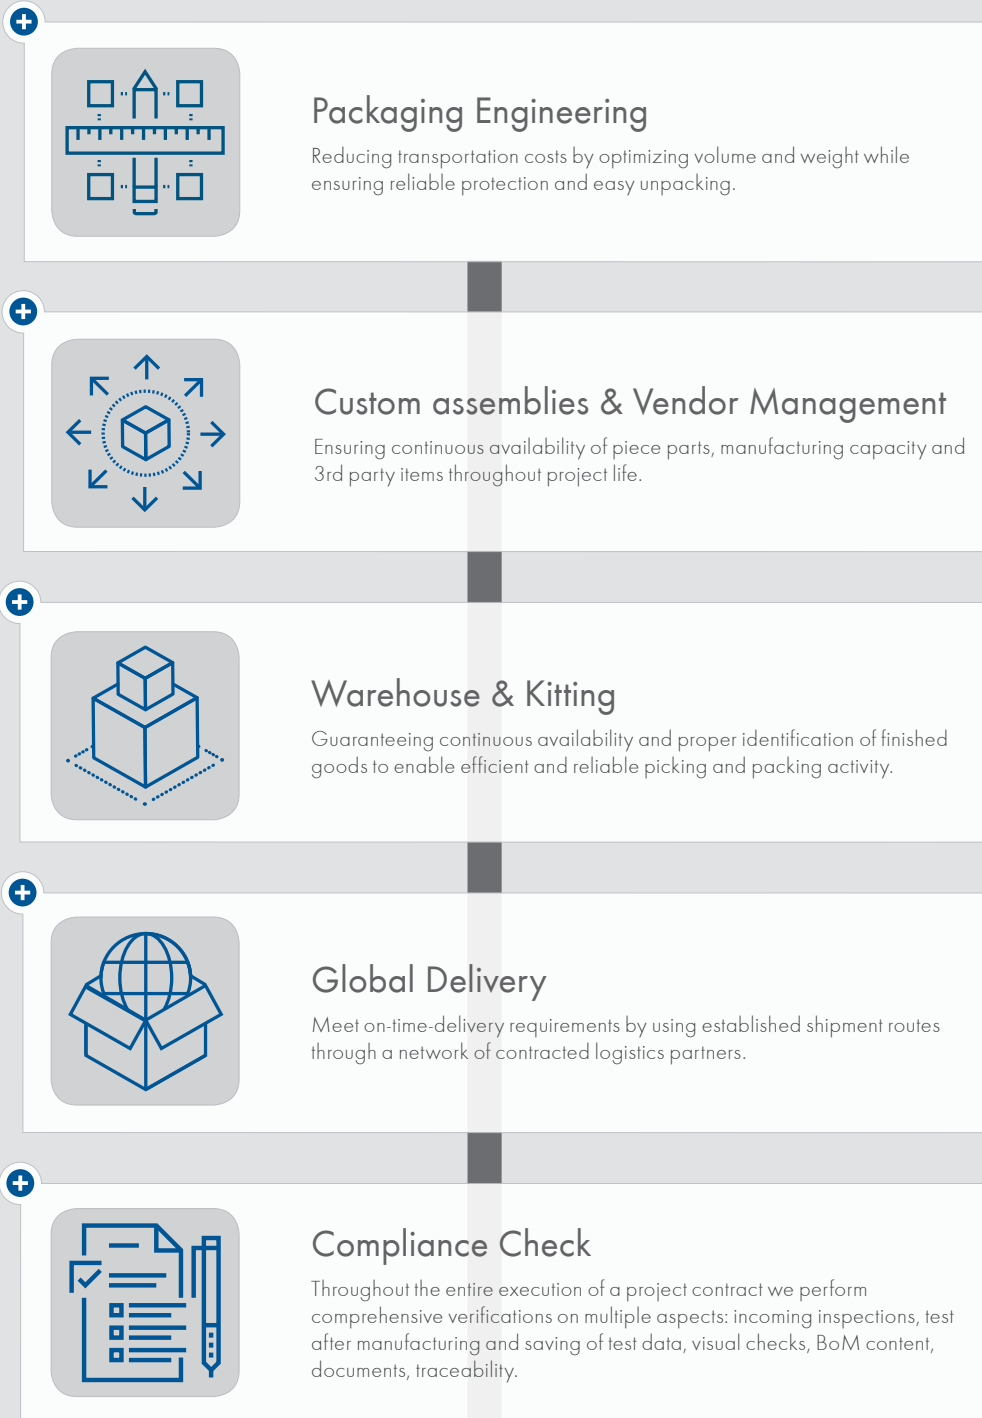 Packaging Engineering
Reducing transportation costs by optimizing volume and weight while
ensuring reliable protection and easy unpacking.
Custom assemblies & Vendor Management
Ensuring continuous availability of piece parts, manufacturing capacity and
3rd party items throughout project life.
Warehouse & Kitting
Guaranteeing continuous availability and proper identification of finished
goods to enable efficient and reliable picking and packing activity.
Global Delivery
Meet on-time-delivery requirements by using established shipment routes
through a network of contracted logistics partners.
Compliance Check
Throughout the entire execution of a project contract we perform
comprehensive verifications on multiple aspects: incoming inspections, test
after manufacturing and saving of test data, visual checks, BoM content,
documents, traceability.